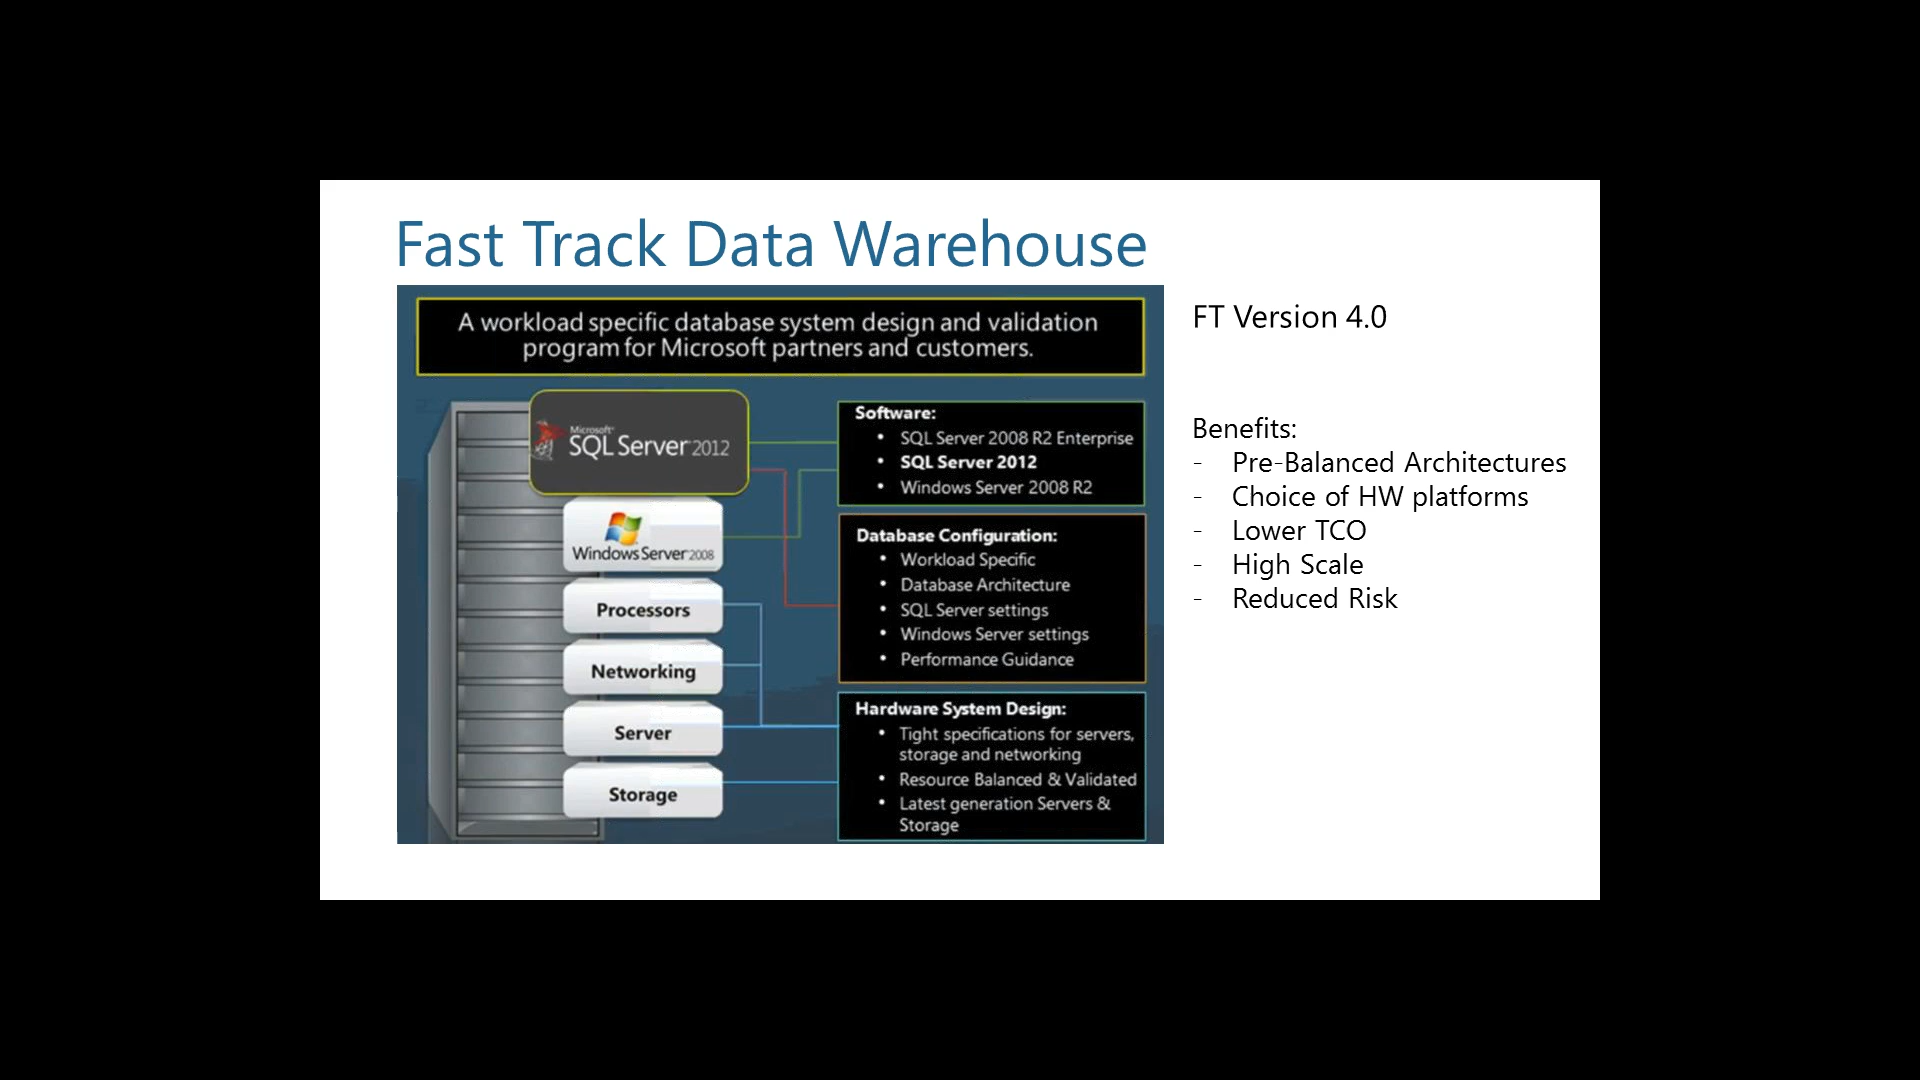 Fast Track Data Warehouse
A workload specific database system design and validation
program for Microsoft partners and customers.
Microsoft
SQL Server 2012
Windows Server 2008
Processors
Networking
Server
Storage
Software:
• SQL Server 2008 R2 Enterprise
• SQL Server 2012
• Windows Server 2008 R2
Database Configuration:
• Workload Specific
• Database Architecture
• SQL Server settings
• Windows Server settings
• Performance Guidance
Hardware System Design:
• Tight specifications for servers,
storage and networking
• Resource Balanced & Validated
• Latest generation Servers &
Storage
FT Version 4.0
Benefits:
- Pre-Balanced Architectures
- Choice of HW platforms
- Lower TCO
- High Scale
- Reduced Risk